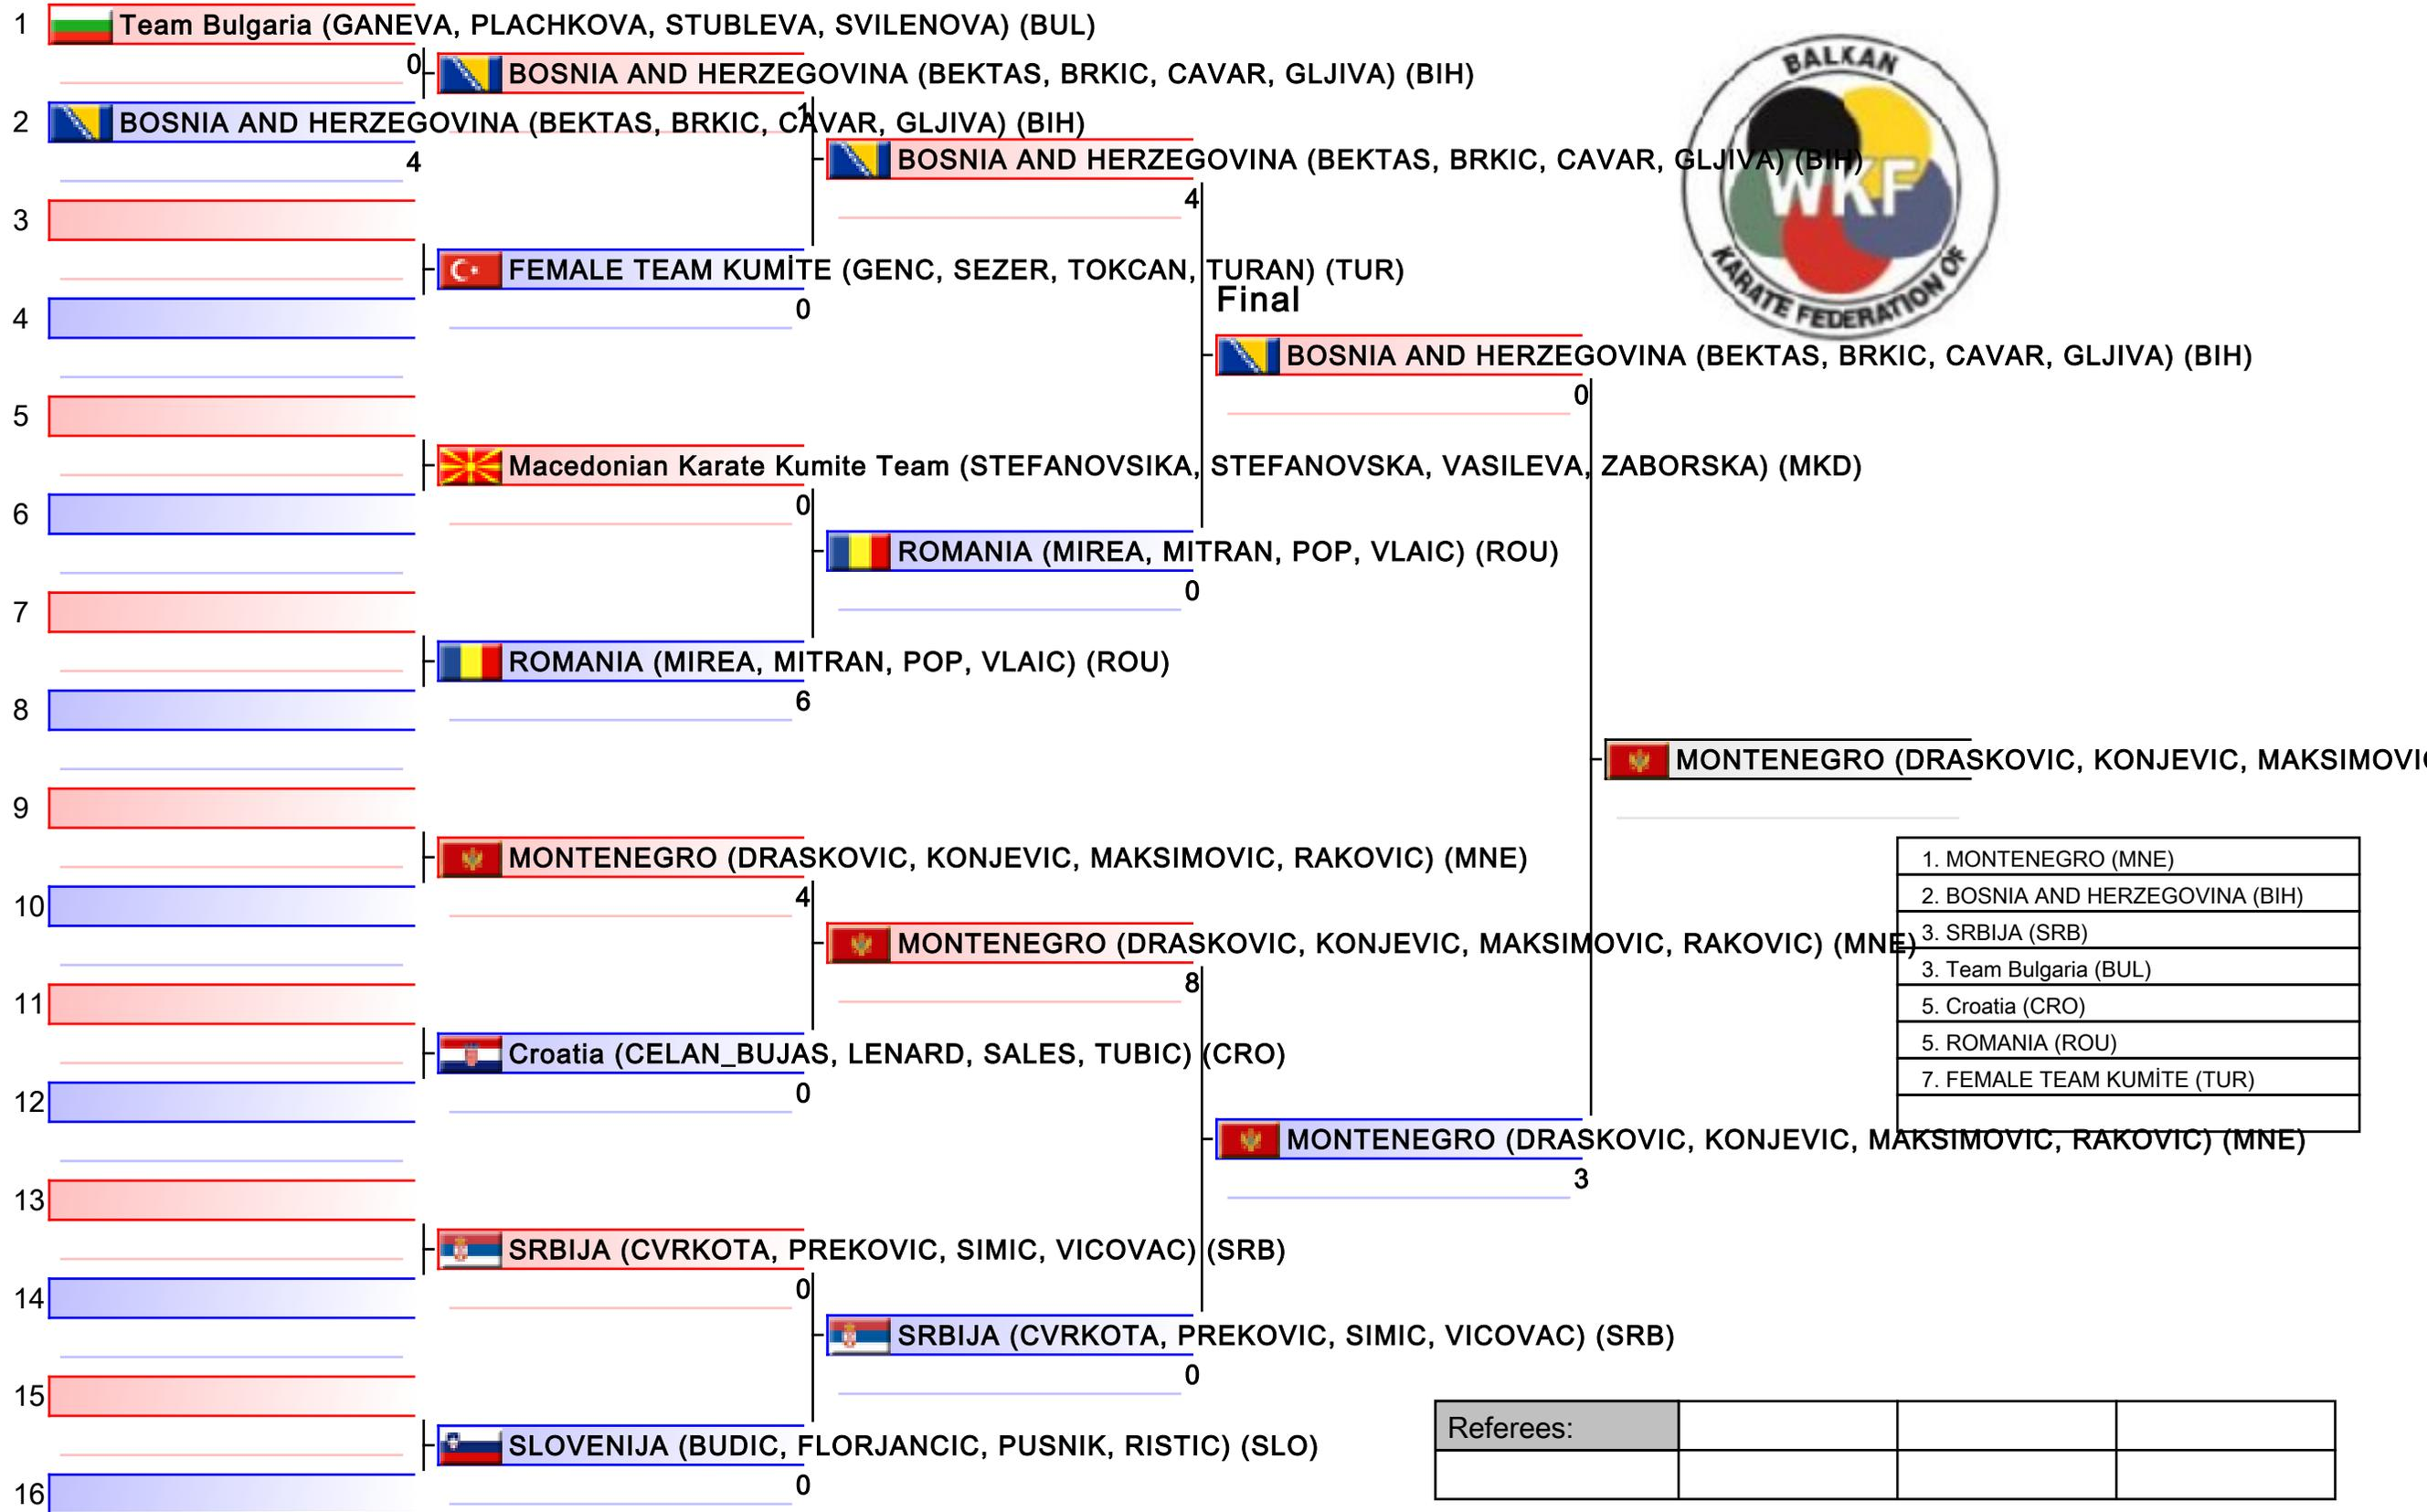 1 Team Bulgaria (GANEVA, PLACHKOVA, STUBLEVA, SVILENOVA) (BUL)
0
BOSNIA AND HERZEGOVINA (BEKTAS, BRKIC, CAVAR, GLJIVA) (BIH)
1
2 BOSNIA AND HERZEGOVINA (BEKTAS, BRKIC, CAVAR, GLJIVA) (BIH)
4
BOSNIA AND HERZEGOVINA (BEKTAS, BRKIC, CAVAR, GLJIVA) (BIH)
4
BALKAN
WKF
KARATE FEDERATION OF
3
FEMALE TEAM KUMİTE (GENC, SEZER, TOKCAN, TURAN) (TUR)
0
4
Final
BOSNIA AND HERZEGOVINA (BEKTAS, BRKIC, CAVAR, GLJIVA) (BIH)
0
5
Macedonian Karate Kumite Team (STEFANOVSIKA, STEFANOVSKA, VASILEVA, ZABORSKA) (MKD)
0
6
ROMANIA (MIREA, MITRAN, POP, VLAIC) (ROU)
0
7
ROMANIA (MIREA, MITRAN, POP, VLAIC) (ROU)
6
8
MONTENEGRO (DRASKOVIC, KONJEVIC, MAKSIMOVIC
9
MONTENEGRO (DRASKOVIC, KONJEVIC, MAKSIMOVIC, RAKOVIC) (MNE)
4
10
MONTENEGRO (DRASKOVIC, KONJEVIC, MAKSIMOVIC, RAKOVIC) (MNE)
8
1. MONTENEGRO (MNE)
2. BOSNIA AND HERZEGOVINA (BIH)
3. SRBIJA (SRB)
3. Team Bulgaria (BUL)
5. Croatia (CRO)
5. ROMANIA (ROU)
7. FEMALE TEAM KUMİTE (TUR)
11
Croatia (CELAN_BUJAS, LENARD, SALES, TUBIC) (CRO)
0
12
MONTENEGRO (DRASKOVIC, KONJEVIC, MAKSIMOVIC, RAKOVIC) (MNE)
3
13
SRBIJA (CVRKOTA, PREKOVIC, SIMIC, VICOVAC) (SRB)
0
14
SRBIJA (CVRKOTA, PREKOVIC, SIMIC, VICOVAC) (SRB)
0
15
SLOVENIJA (BUDIC, FLORJANCIC, PUSNIK, RISTIC) (SLO)
0
16
Referees: